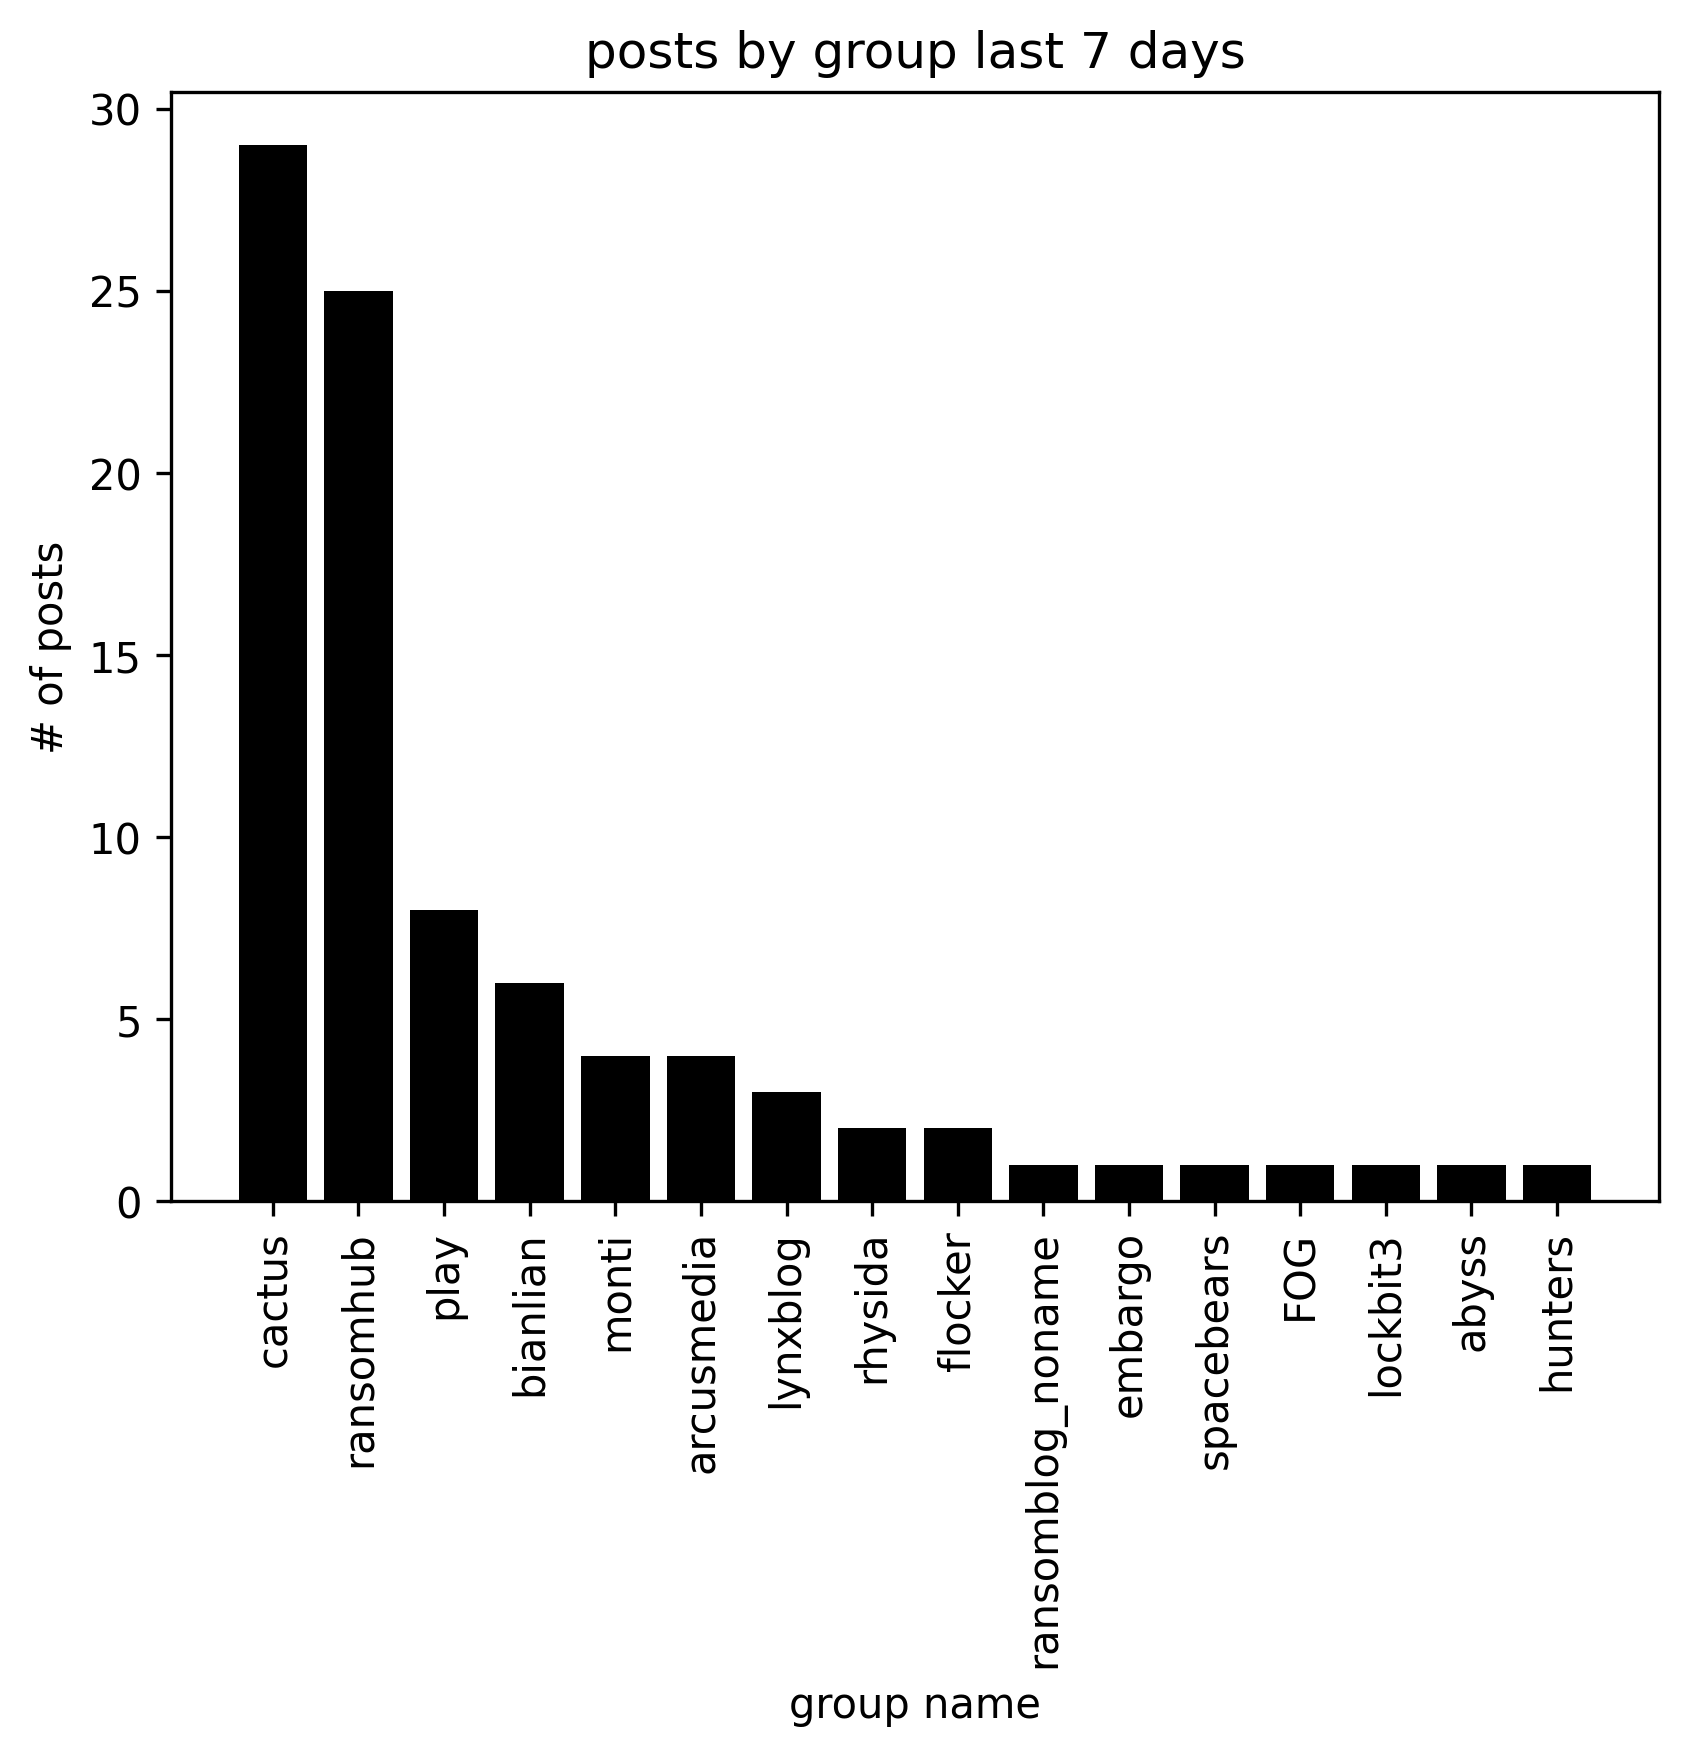 posts by group last 7 days
30
25
20
15
10
5
0
# of posts
cactus
ransomhub
play
bianlian
monti
arcusmedia
lynxblog
rhysida
flocker
ransomblog_noname
embargo
spacebears
FOG
lockbit3
abyss
hunters
group name